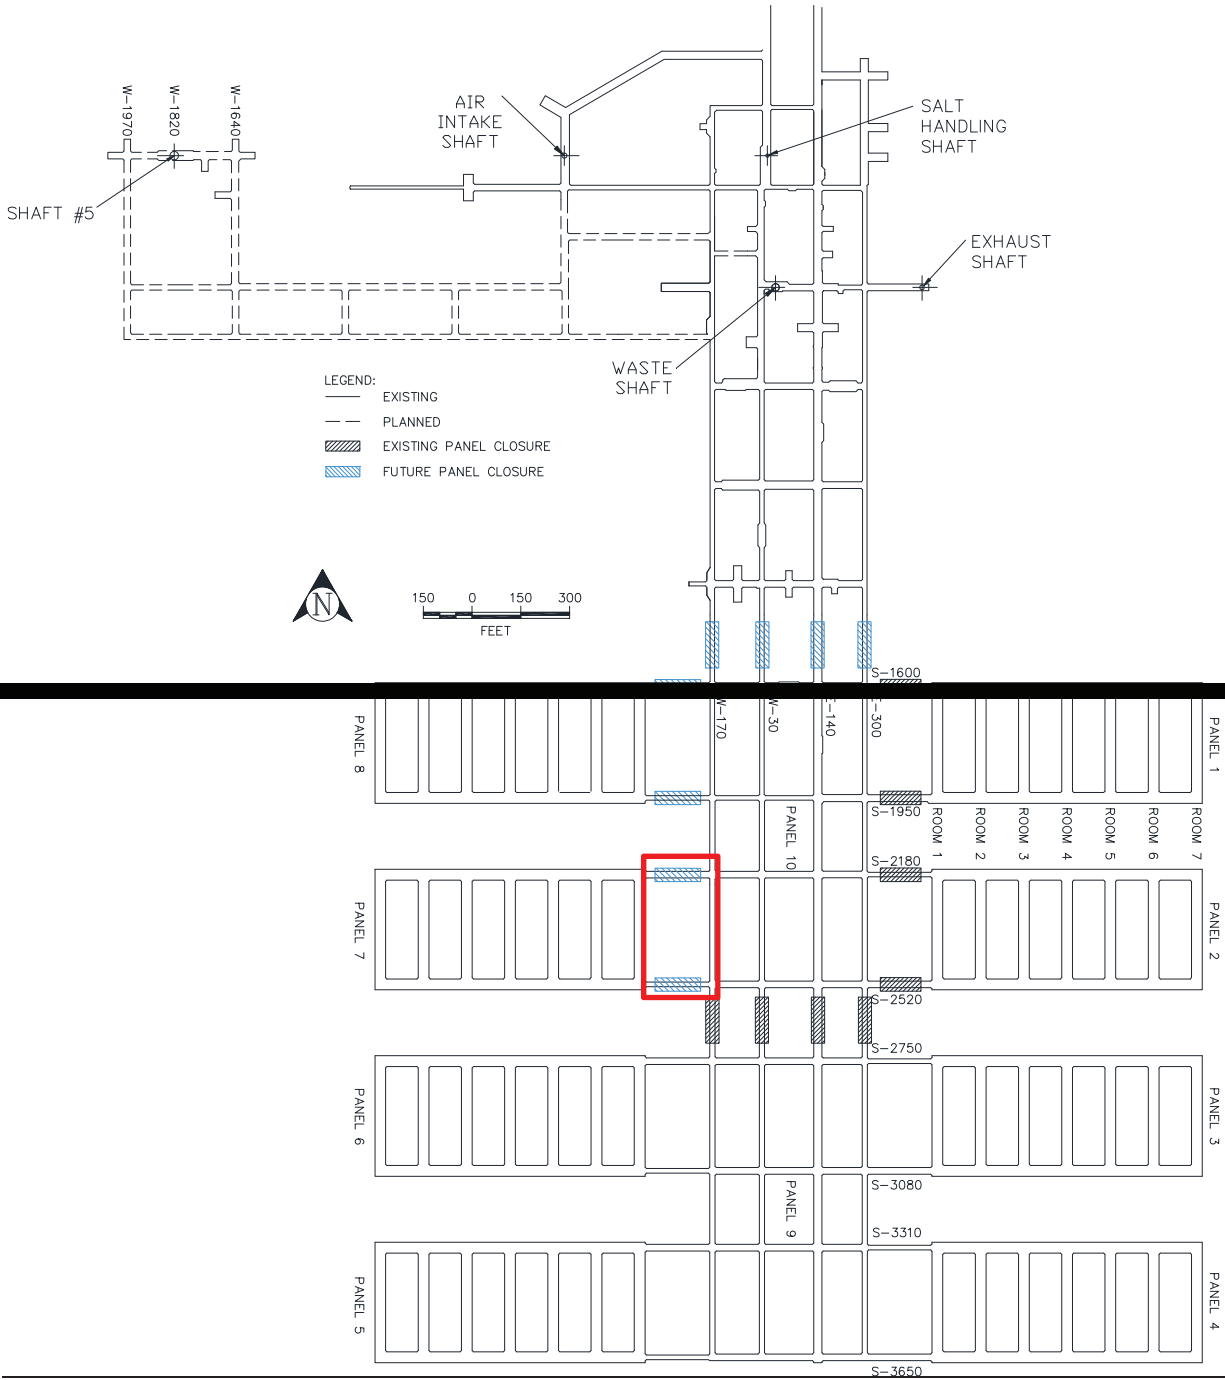 W-1970
W-1820
W-1640
AIR
INTAKE
SHAFT
SALT
HANDLING
SHAFT
SHAFT #5
EXHAUST
SHAFT
WASTE
SHAFT
LEGEND:
EXISTING
PLANNED
EXISTING PANEL CLOSURE
FUTURE PANEL CLOSURE
N
150 0 150 300
FEET
S-1600
W-170
W-30
E-140
E-300
PANEL 8
PANEL 1
S-1950
PANEL 10
ROOM 1
ROOM 2
ROOM 3
ROOM 4
ROOM 5
ROOM 6
ROOM 7
S-2180
PANEL 7
PANEL 2
S-2520
S-2750
PANEL 6
PANEL 3
S-3080
PANEL 9
S-3310
PANEL 5
PANEL 4
S-3650